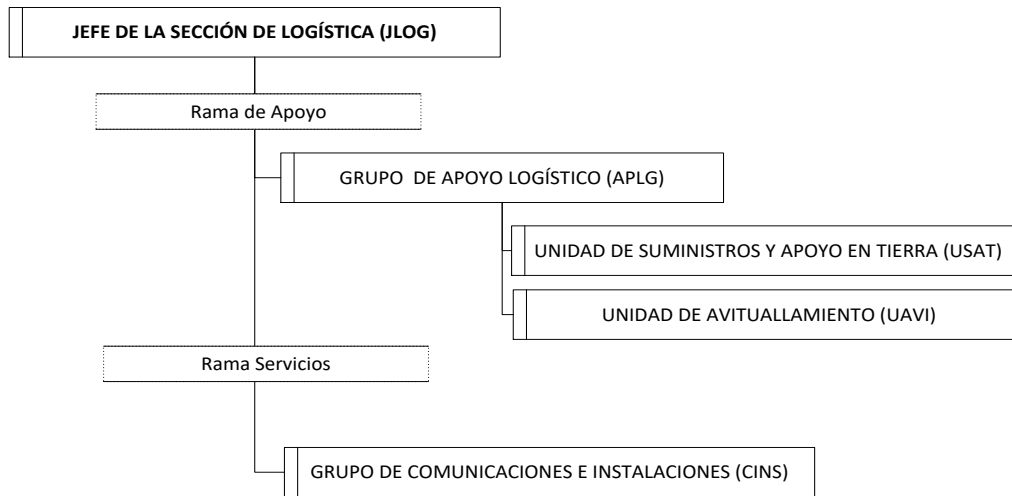 JEFE DE LA SECCIÓN DE LOGÍSTICA (JLOG)
Rama de Apoyo
GRUPO DE APOYO LOGÍSTICO (APLG)
UNIDAD DE SUMINISTROS Y APOYO EN TIERRA (USAT)
UNIDAD DE AVITUALLAMIENTO (UAVI)
Rama Servicios
GRUPO DE COMUNICACIONES E INSTALACIONES (CINS)